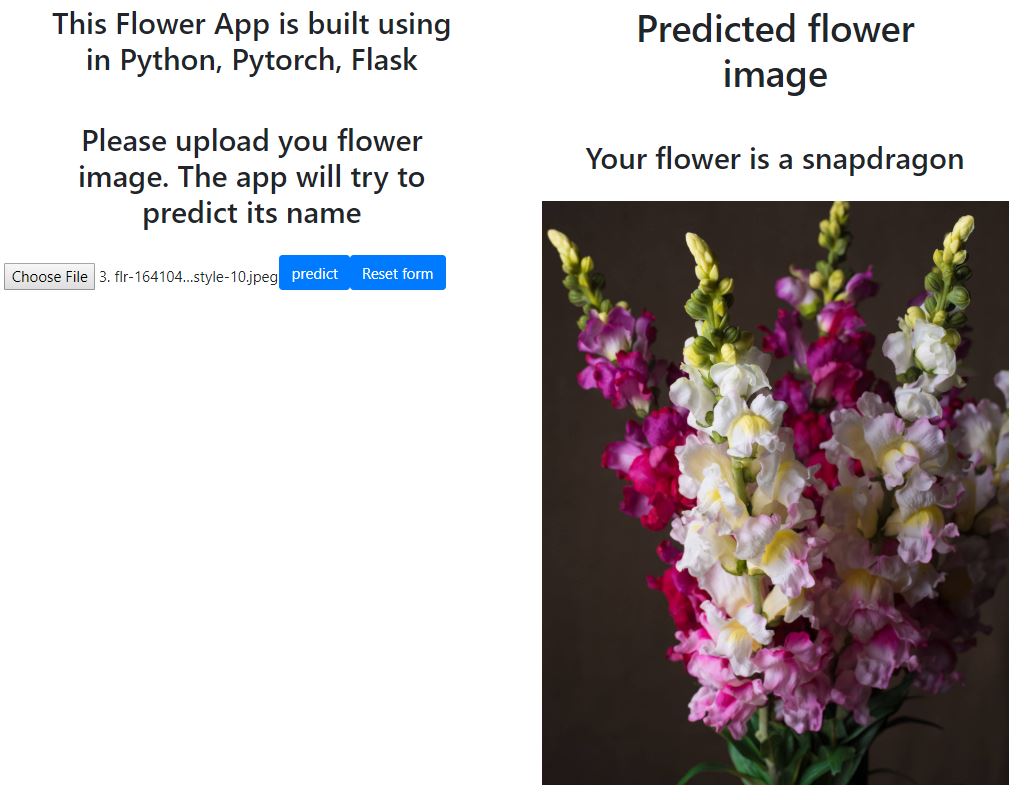 This Flower App is built using
in Python, Pytorch, Flask
Please upload you flower
image. The app will try to
predict its name
Choose File 3. flr-164104...style-10.jpeg predict Reset form
Predicted flower
image
Your flower is a snapdragon